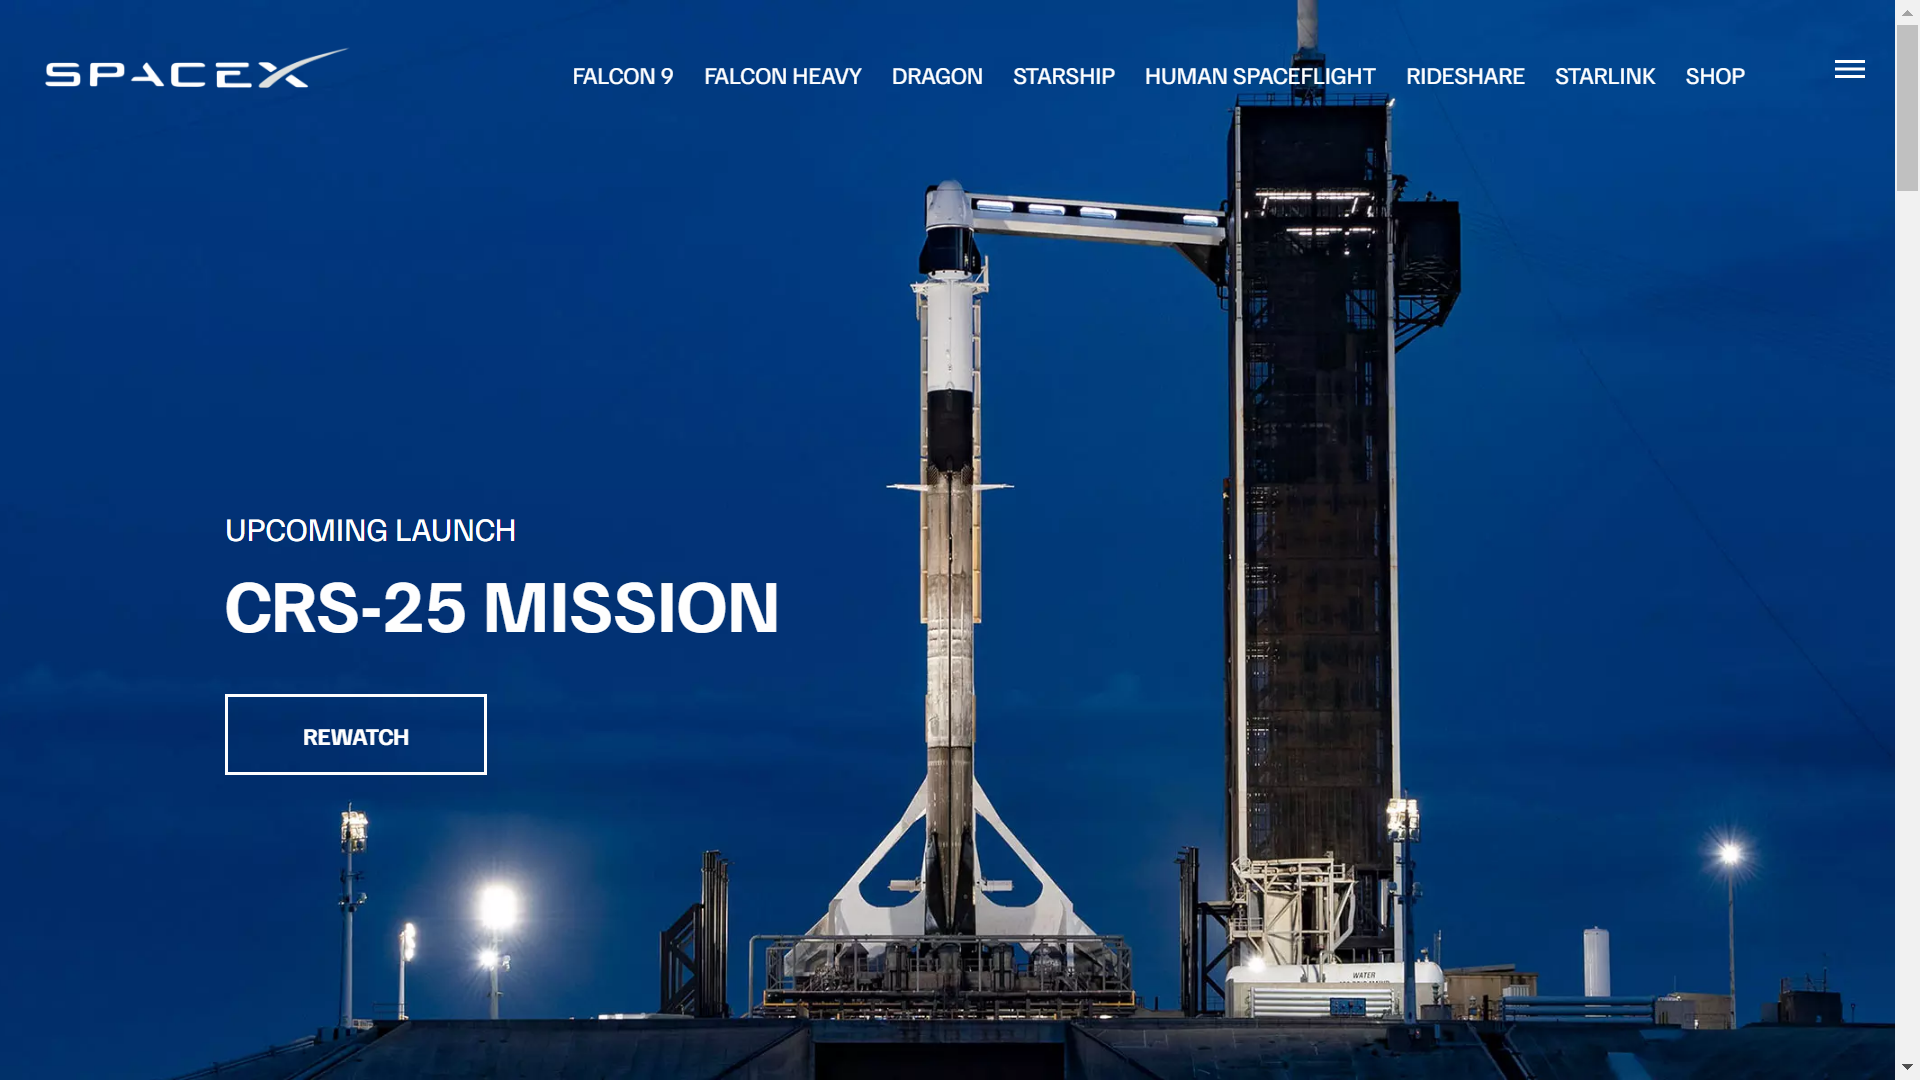 SPACEX
FALCON 9 FALCON HEAVY DRAGON STARSHIP HUMAN SPACEFLIGHT RIDESHARE STARLINK SHOP
UPCOMING LAUNCH
CRS-25 MISSION
REWATCH
WATER